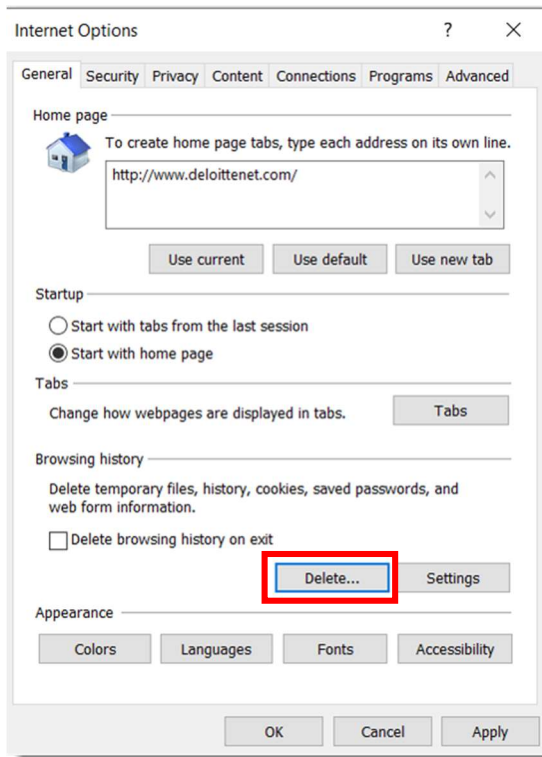 Internet Options ?
General Security Privacy Content Connections Programs Advanced
Home page
To create home page tabs, type each address on its own line.
http://www.deloittenet.com/
Use current Use default Use new tab
Startup
Start with tabs from the last session
Start with home page
Tabs
Change how webpages are displayed in tabs. Tabs
Browsing history
Delete temporary files, history, cookies, saved passwords, and
web form information.
Delete browsing history on exit
Delete... Settings
Appearance
Colors Languages Fonts Accessibility
OK Cancel Apply